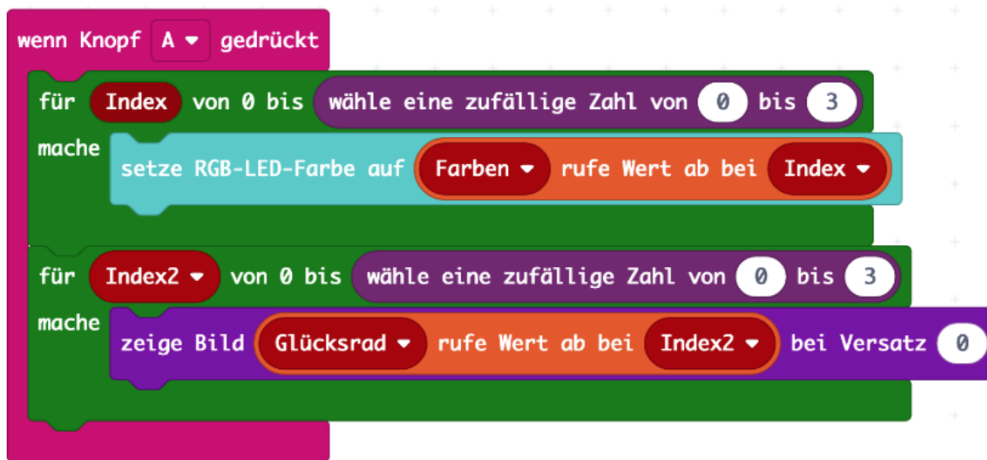 wenn Knopf A gedrückt
für Index von 0 bis wähle eine zufällige Zahl von 0 bis 3
mache
setze RGB-LED-Farbe auf Farben rufe Wert ab bei Index
für Index2 von 0 bis wähle eine zufällige Zahl von 0 bis 3
mache
zeige Bild Glücksrad rufe Wert ab bei Index2 bei Versatz 0